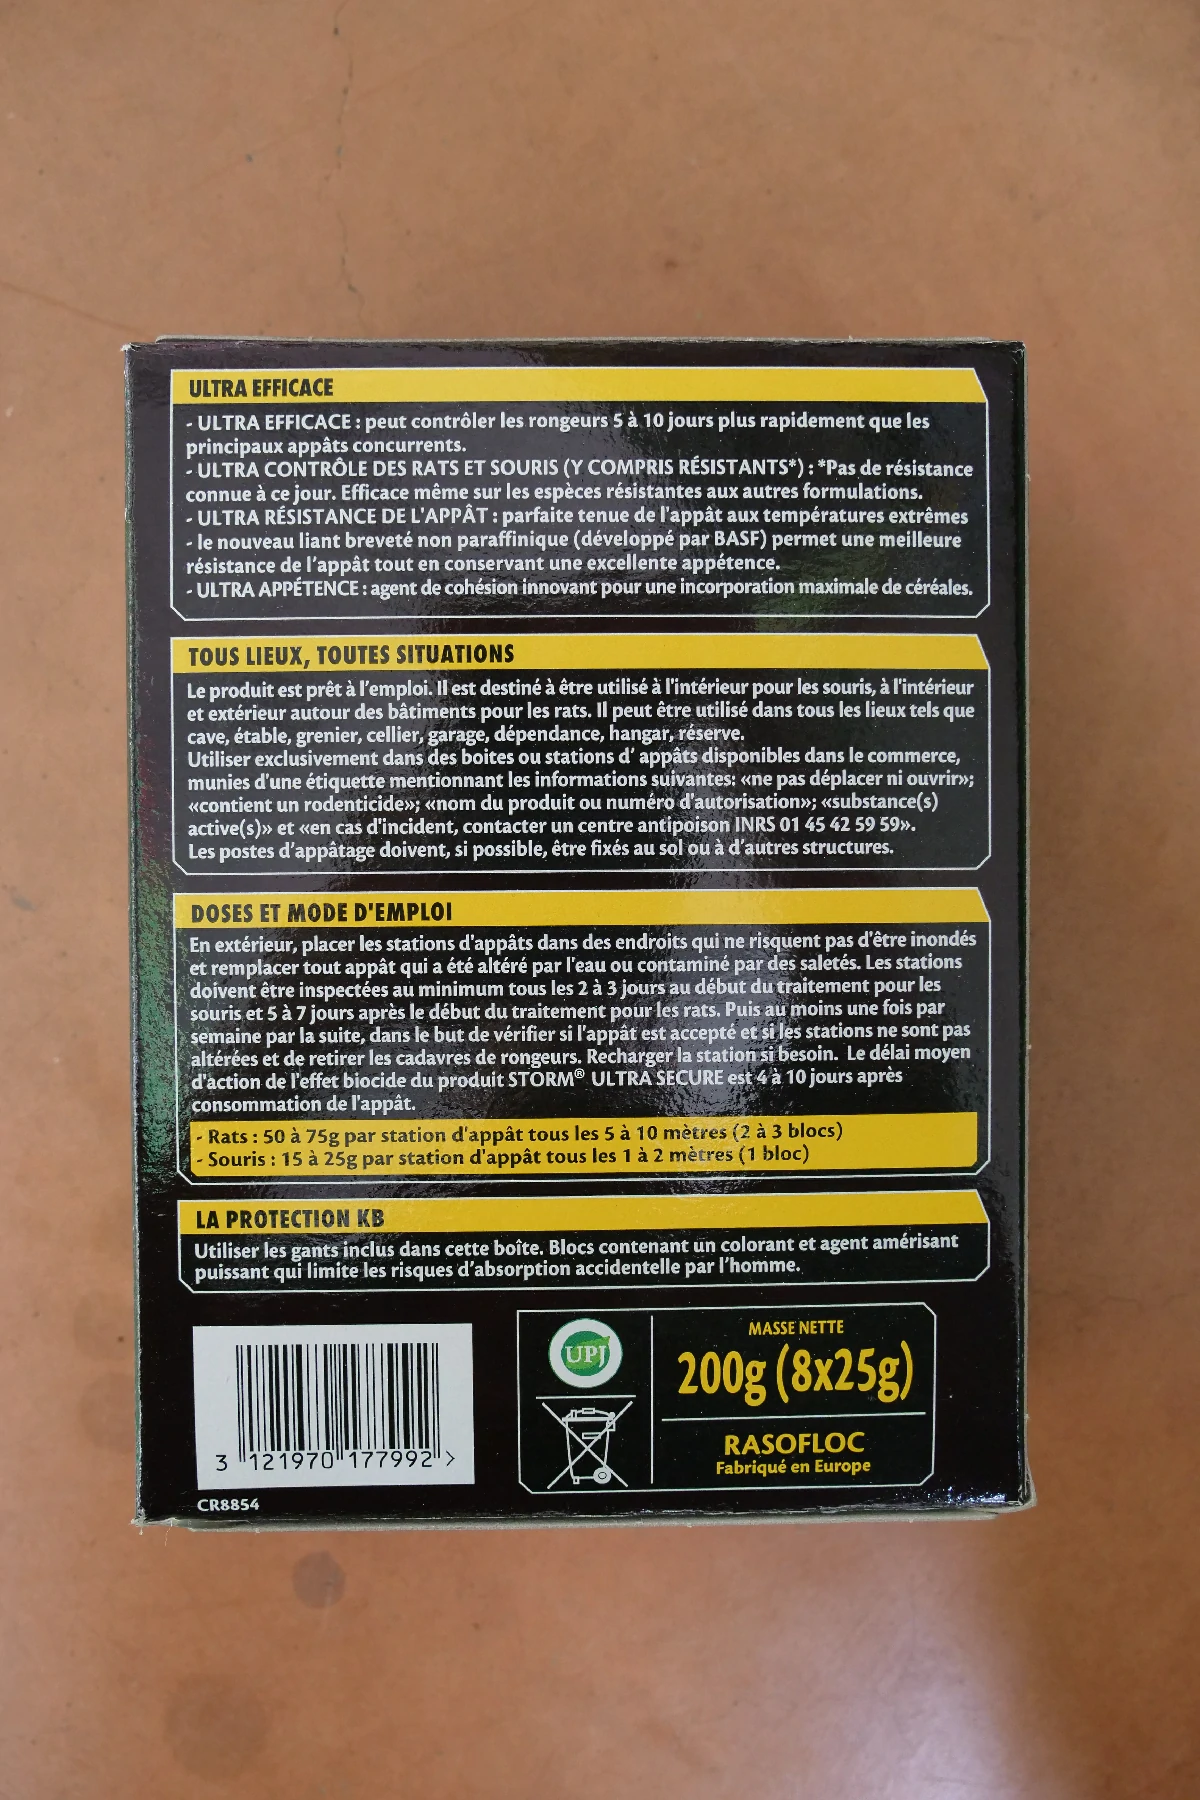 ULTRA EFFICACE
- ULTRA EFFICACE : peut contrôler les rongeurs 5 à 10 jours plus rapidement que les
principaux appâts concurrents.
- ULTRA CONTRÔLE DES RATS ET SOURIS (Y COMPRIS RÉSISTANTS*) : *Pas de résistance
connue à ce jour. Efficace même sur les espèces résistantes aux autres formulations.
- ULTRA RÉSISTANCE DE L'APPÂT : parfaite tenue de l'appât aux températures extrêmes
- le nouveau liant breveté non paraffinique (développé par BASF) permet une meilleure
résistance de l'appât tout en conservant une excellente appétence.
- ULTRA APPÉTENCE : agent de cohésion innovant pour une incorporation maximale de céréales.
TOUS LIEUX, TOUTES SITUATIONS
Le produit est prêt à l'emploi. Il est destiné à être utilisé à l'intérieur pour les souris, à l'intérieur
et extérieur autour des bâtiments pour les rats. Il peut être utilisé dans tous les lieux tels que
cave, étable, grenier, cellier, garage, dépendance, hangar, réserve.
Utiliser exclusivement dans des boites ou stations d' appâts disponibles dans le commerce,
munies d'une étiquette mentionnant les informations suivantes: «ne pas déplacer ni ouvrir»;
«contient un rodenticide»; «nom du produit ou numéro d'autorisation»; «substance(s)
active(s)» et «en cas d'incident, contacter un centre antipoison INRS 01 45 42 59 59».
Les postes d'appâtage doivent, si possible, être fixés au sol ou à d'autres structures.
DOSES ET MODE D'EMPLOI
En extérieur, placer les stations d'appâts dans des endroits qui ne risquent pas d'être inondés
et remplacer tout appât qui a été altéré par l'eau ou contaminé par des saletés. Les stations
doivent être inspectées au minimum tous les 2 à 3 jours au début du traitement pour les
souris et 5 à 7 jours après le début du traitement pour les rats. Puis au moins une fois par
semaine par la suite, dans le but de vérifier si l'appât est accepté et si les stations ne sont pas
altérées et de retirer les cadavres de rongeurs. Recharger la station si besoin. Le délai moyen
d'action de l'effet biocide du produit STORM® ULTRA SECURE est 4 à 10 jours après
consommation de l'appât.
- Rats : 50 à 75g par station d'appât tous les 5 à 10 mètres (2 à 3 blocs)
- Souris : 15 à 25g par station d'appât tous les 1 à 2 mètres (1 bloc)
LA PROTECTION KB
Utiliser les gants inclus dans cette boîte. Blocs contenant un colorant et agent amérisant
puissant qui limite les risques d'absorption accidentelle par l'homme.
3 121970 177992 >
CR8854
UPJ
MASSE NETTE
200g (8x25g)
RASOFLOC
Fabriqué en Europe